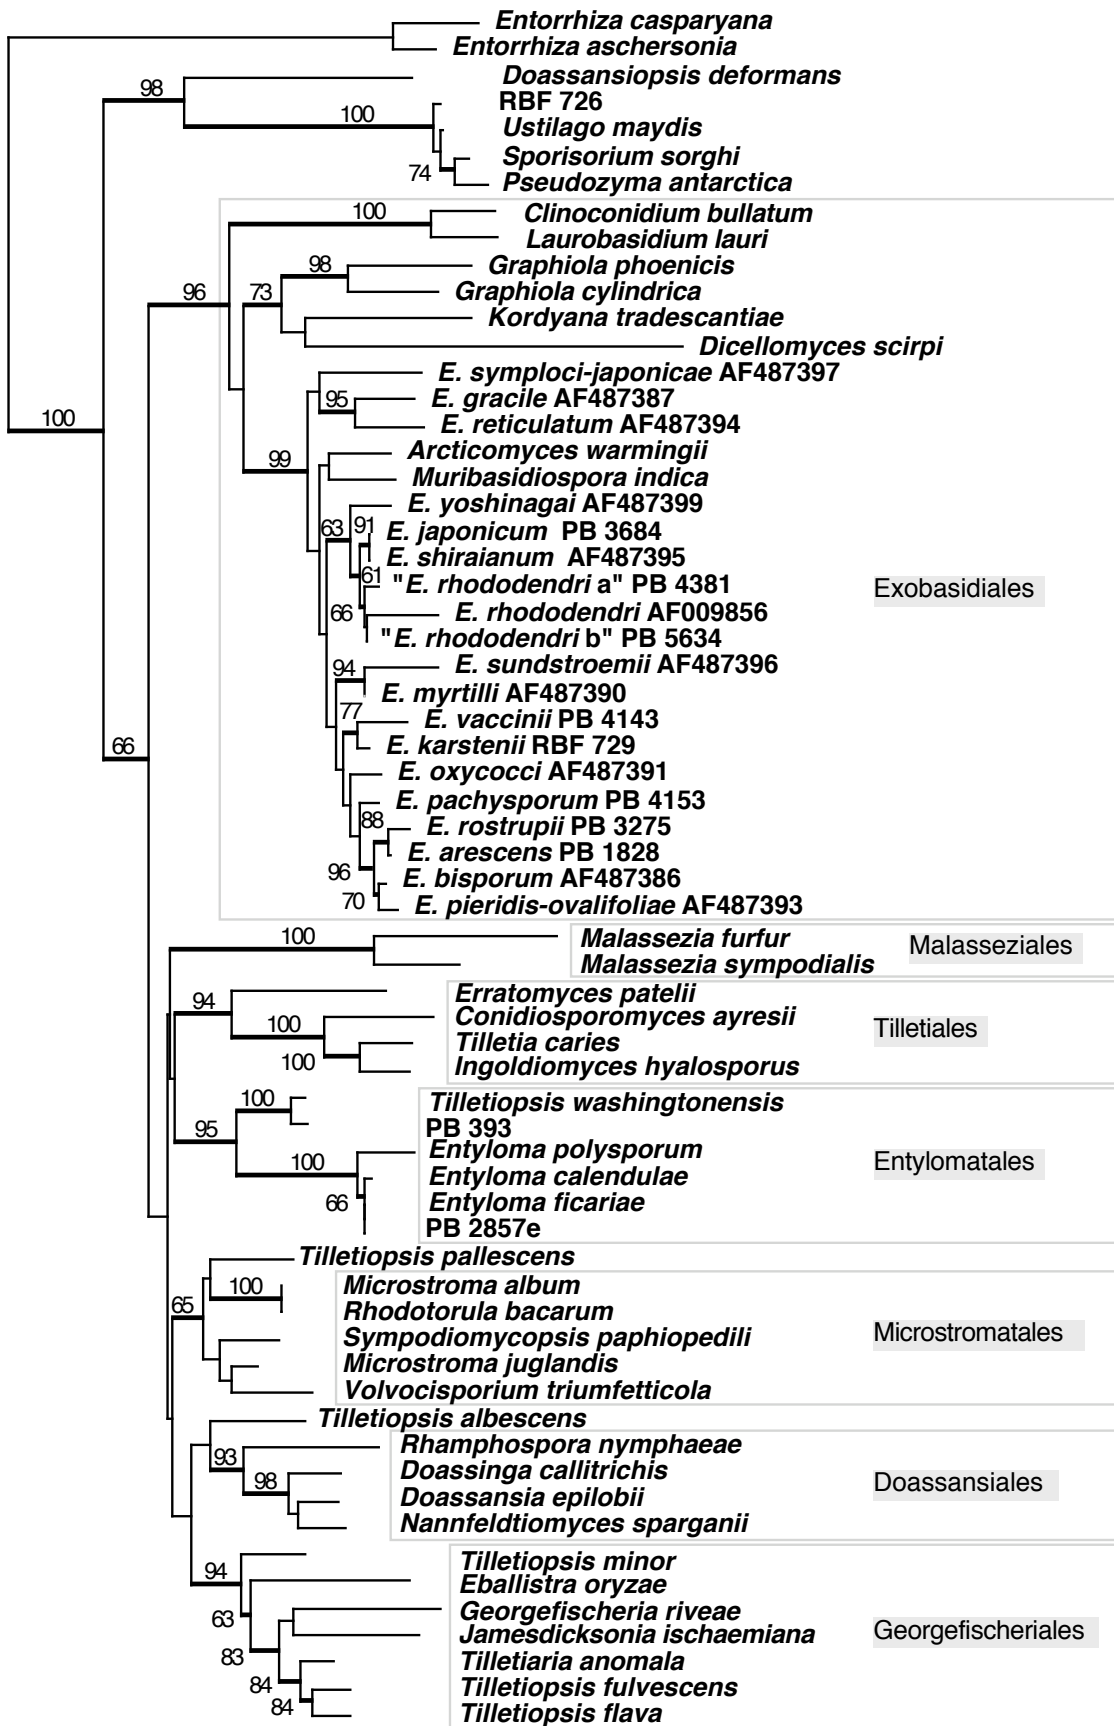 Entorrhiza casparyana
Entorrhiza aschersonia
Doassansiopsis deformans
98
RBF 726
100
Ustilago maydis
Sporisorium sorghi
74
Pseudozyma antarctica
100
Clinoconidium bullatum
Laurobasidium lauri
98
Graphiola phoenicis
96
73
Graphiola cylindrica
Kordyana tradescantiae
Dicellomyces scirpi
E. symploci-japonicae AF487397
95
E. gracile AF487387
100
E. reticulatum AF487394
99
Arcticomyces warmingii
Muribasidiospora indica
E. yoshinagai AF487399
63
91
E. japonicum PB 3684
E. shiraianum AF487395
61
"E. rhododendri a" PB 4381
Exobasidiales
66
E. rhododendri AF009856
"E. rhododendri b" PB 5634
94
E. sundstroemii AF487396
E. myrtilli AF487390
77
E. vaccinii PB 4143
66
E. karstenii RBF 729
E. oxycocci AF487391
E. pachysporum PB 4153
88
E. rostrupii PB 3275
E. arescens PB 1828
96
E. bisporum AF487386
70
E. pieridis-ovalifoliae AF487393
100
Malassezia furfur
Malasseziales
Malassezia sympodialis
94
Erratomyces patelii
Conidiosporomyces ayresii
100
Tilletiales
Tilletia caries
100
Ingoldiomyces hyalosporus
100
Tilletiopsis washingtonensis
95
PB 393
Entyloma polysporum
100
Entylomatales
Entyloma calendulae
66
Entyloma ficariae
PB 2857e
Tilletiopsis pallescens
100
Microstroma album
65
Rhodotorula bacarum
Sympodiomycopsis paphiopedili
Microstromatales
Microstroma juglandis
Volvocisporium triumfetticola
Tilletiopsis albescens
93
Rhamphospora nymphaeae
98
Doassinga callitrichis
Doassansiales
Doassansia epilobii
Nannfeldtiomyces sparganii
94
Tilletiopsis minor
Eballistra oryzae
63
Georgefischeria riveae
Jamesdicksonia ischaemiana
Georgefischeriales
83
Tilletiaria anomala
84
Tilletiopsis fulvescens
84
Tilletiopsis flava